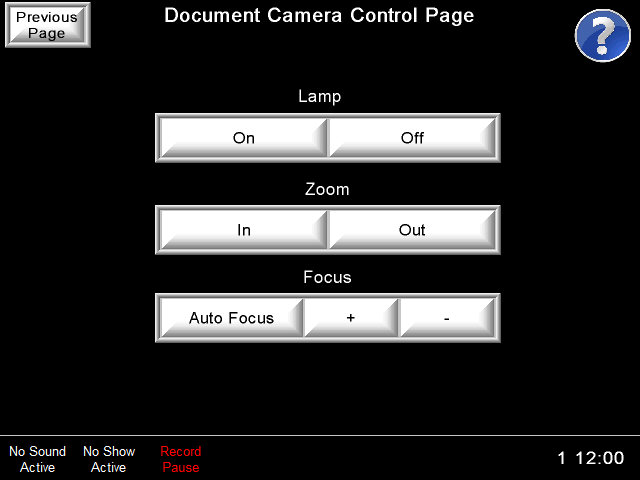 Previous
Page
Document Camera Control Page
?
Lamp
On Off
Zoom
In Out
Focus
Auto Focus + -
No Sound
Active
No Show
Active
Record
Pause
1 12:00